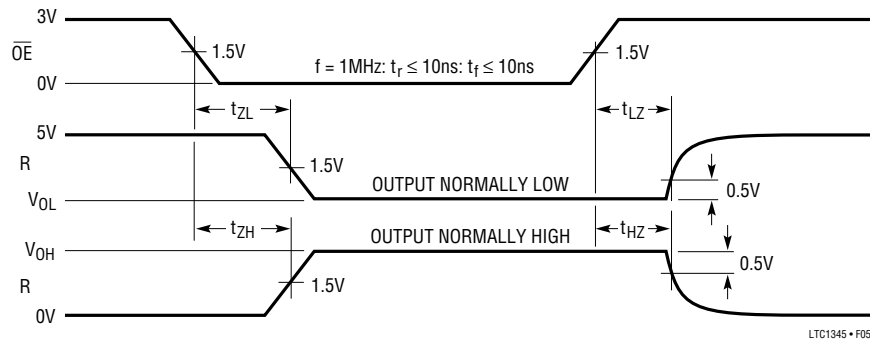 3V
O̅E̅
1.5V
f = 1MHz: tr ≤ 10ns: tf ≤ 10ns
1.5V
0V
tZL
tLZ
5V
R
1.5V
OUTPUT NORMALLY LOW
0.5V
VOL
tZH
tHZ
VOH
OUTPUT NORMALLY HIGH
0.5V
R
1.5V
0V
LTC1345 • F05